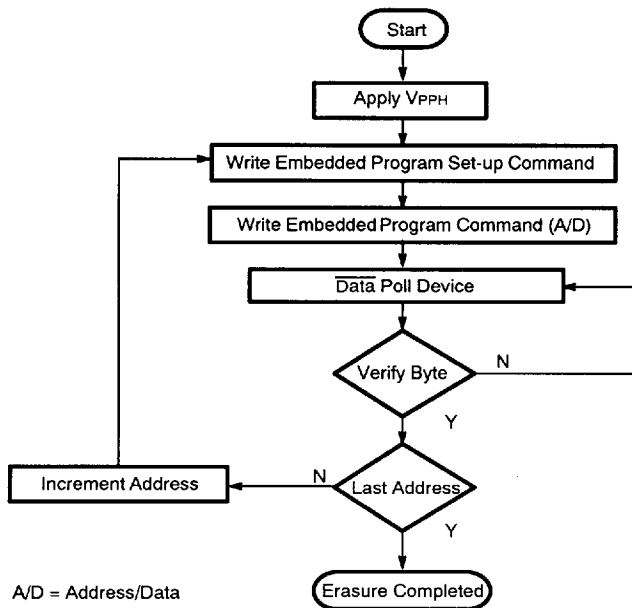 Start
Apply VPPH
Write Embedded Program Set-up Command
Write Embedded Program Command (A/D)
Data Poll Device
Verify Byte
N
Y
Last Address
N
Increment Address
Y
Erasure Completed
A/D = Address/Data